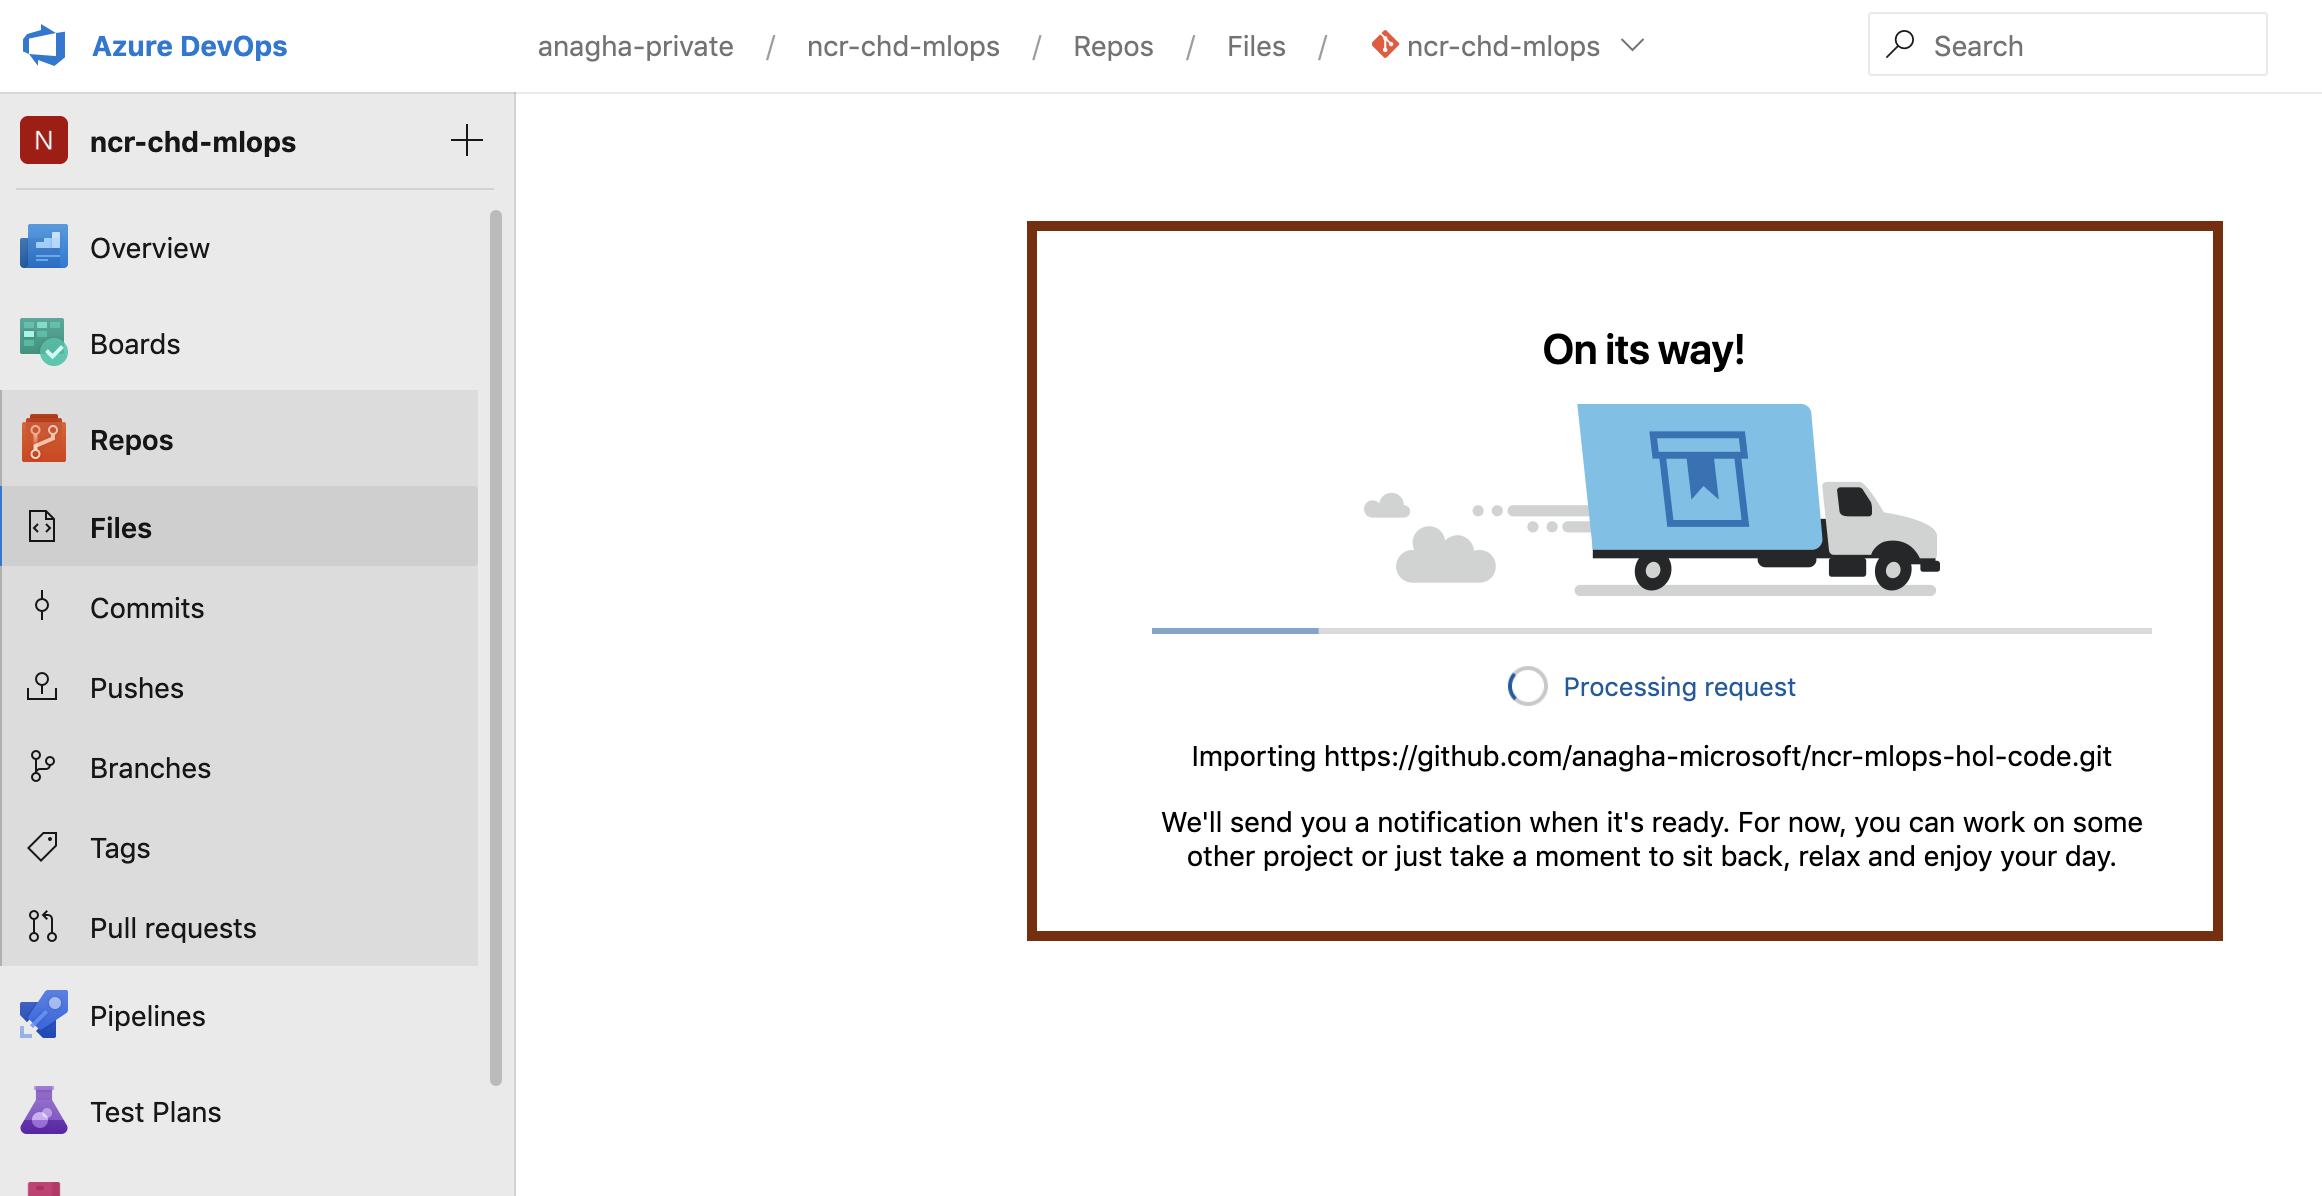 Azure DevOps
anagha-private / ncr-chd-mlops / Repos / Files / ncr-chd-mlops
Search
N ncr-chd-mlops
Overview
Boards
Repos
Files
Commits
Pushes
Branches
Tags
Pull requests
Pipelines
Test Plans
On its way!
Processing request
Importing https://github.com/anagha-microsoft/ncr-mlops-hol-code.git
We'll send you a notification when it's ready. For now, you can work on some
other project or just take a moment to sit back, relax and enjoy your day.